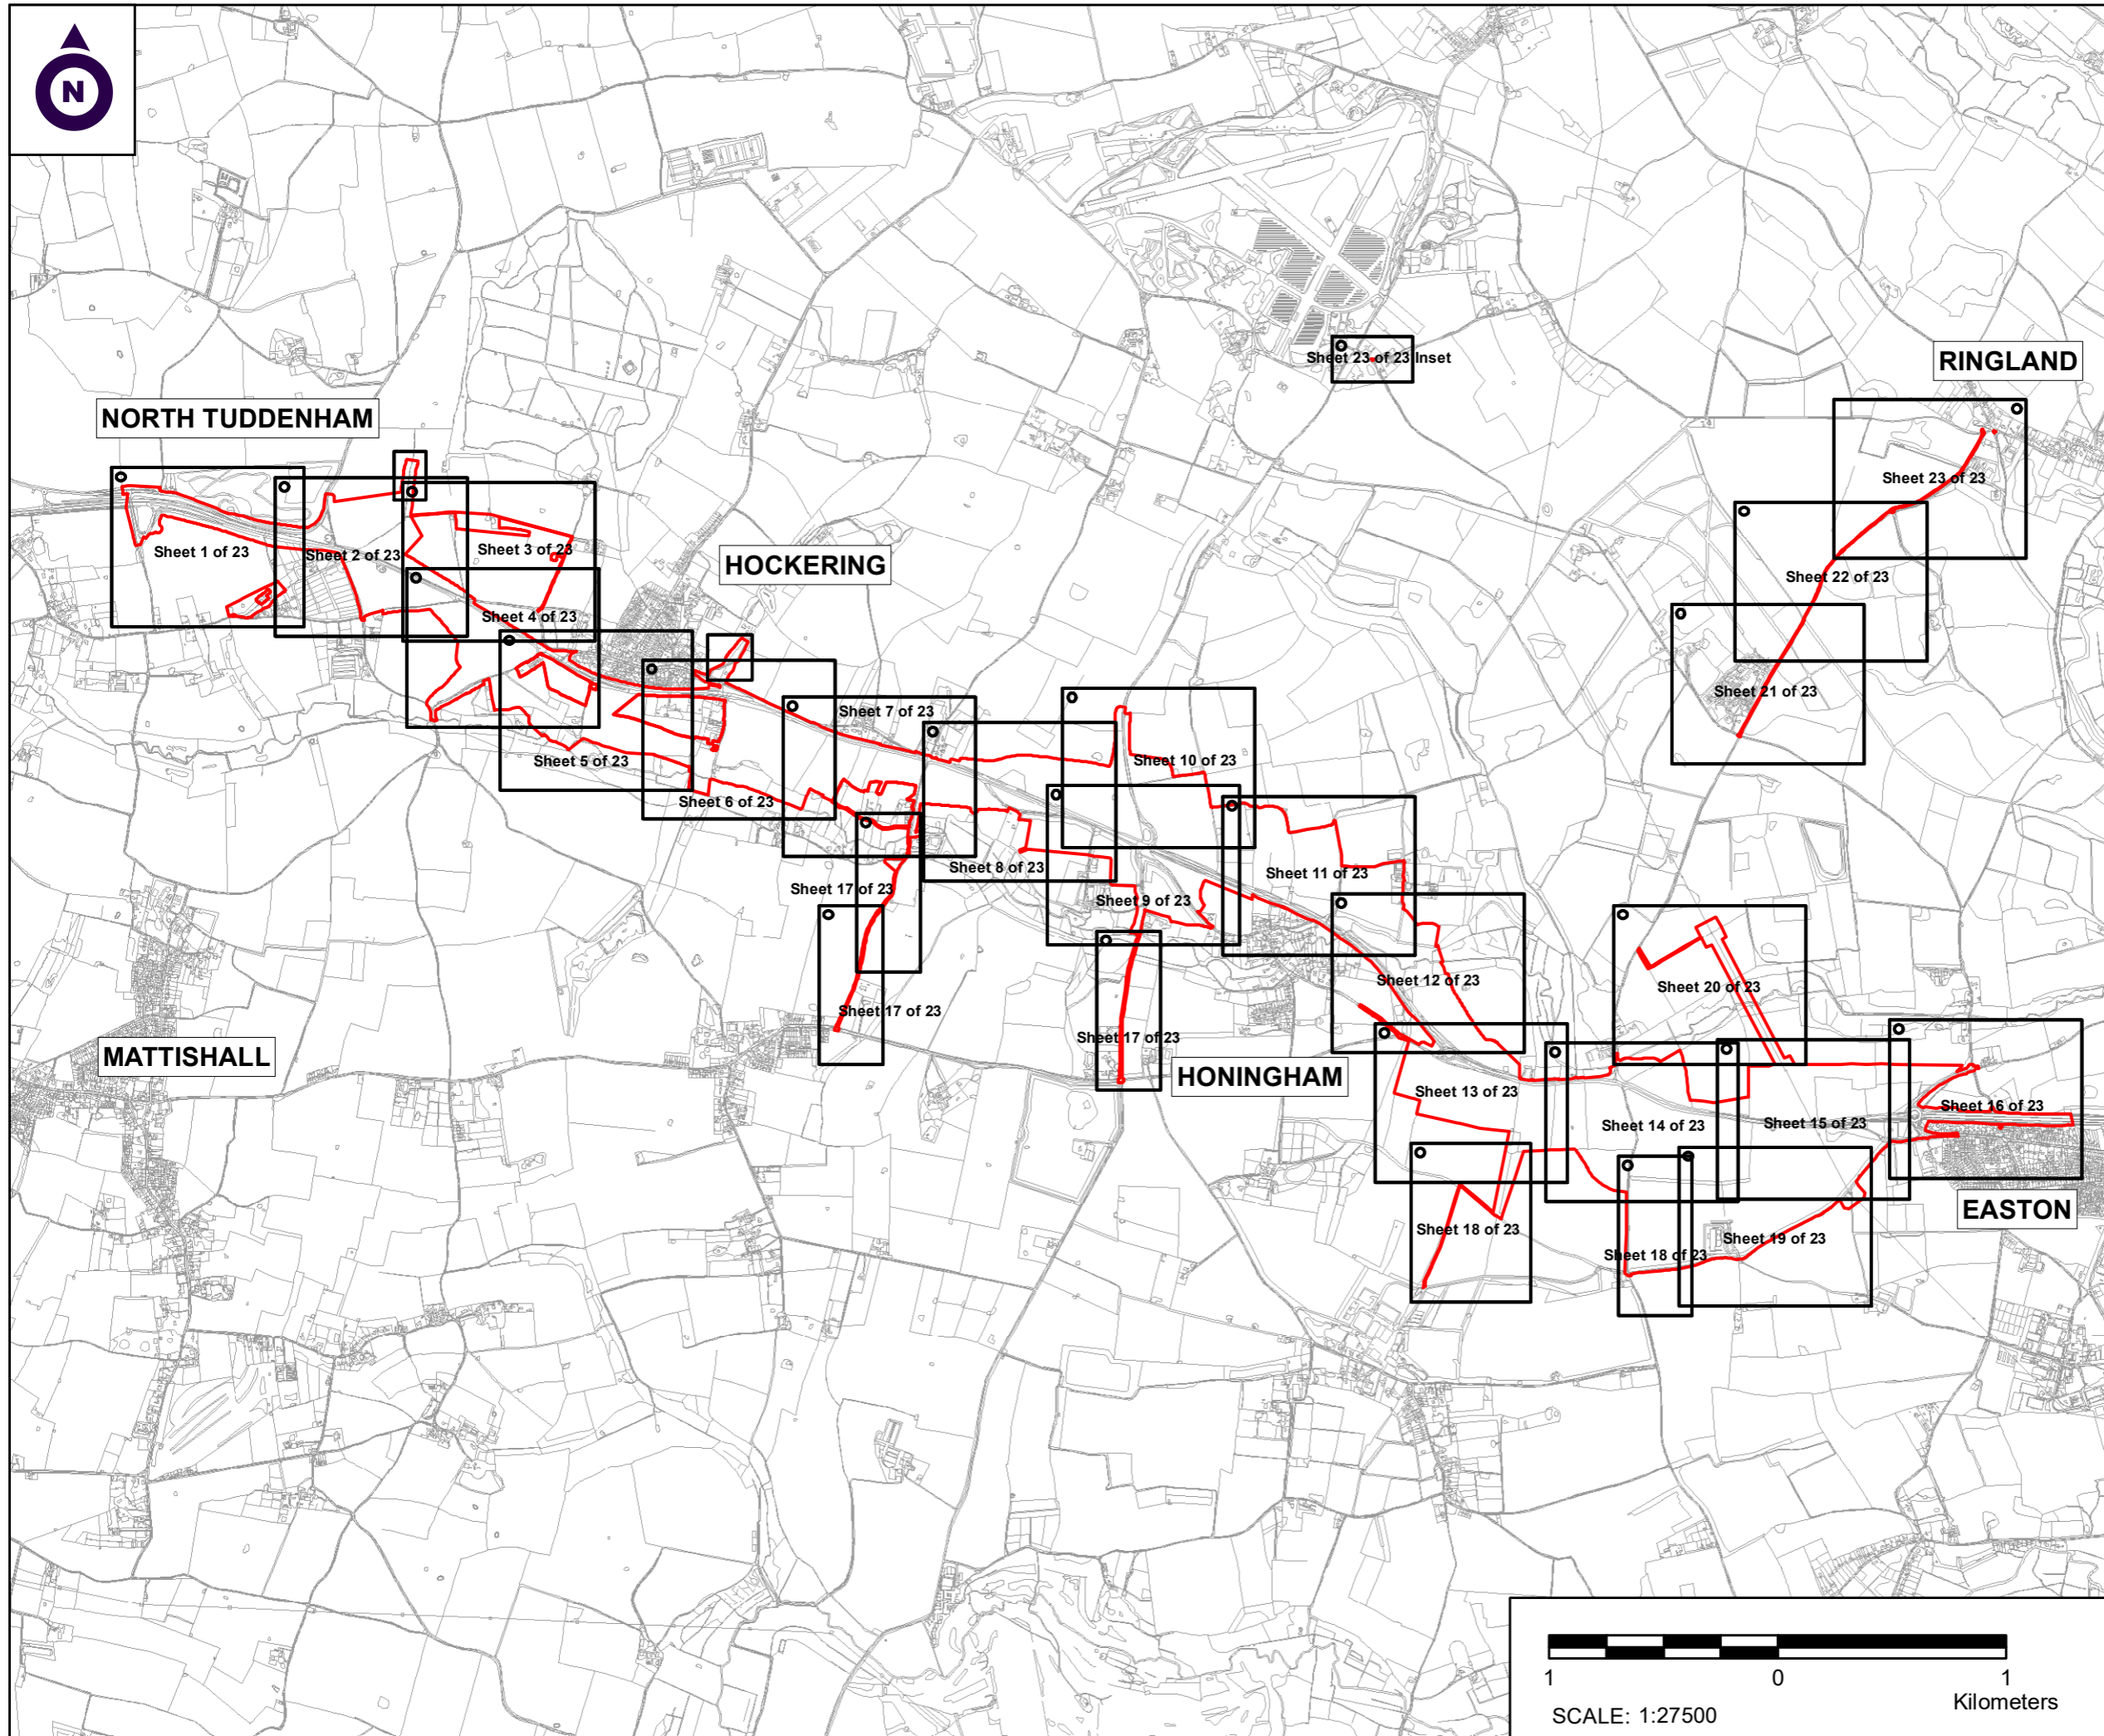 N
Sheet 23 of 23 Inset
RINGLAND
NORTH TUDDENHAM
Sheet 23 of 23
Sheet 1 of 23
Sheet 2 of 23
Sheet 3 of 23
HOCKERING
Sheet 22 of 23
Sheet 4 of 23
Sheet 21 of 23
Sheet 7 of 23
Sheet 5 of 23
Sheet 10 of 23
Sheet 6 of 23
Sheet 8 of 23
Sheet 11 of 23
Sheet 17 of 23
Sheet 9 of 23
Sheet 12 of 23
Sheet 20 of 23
Sheet 17 of 23
Sheet 17 of 23
MATTISHALL
HONINGHAM
Sheet 13 of 23
Sheet 16 of 23
Sheet 14 of 23
Sheet 15 of 23
EASTON
Sheet 18 of 23
Sheet 19 of 23
Sheet 18 of 23
1 0 1
Kilometers
SCALE: 1:27500